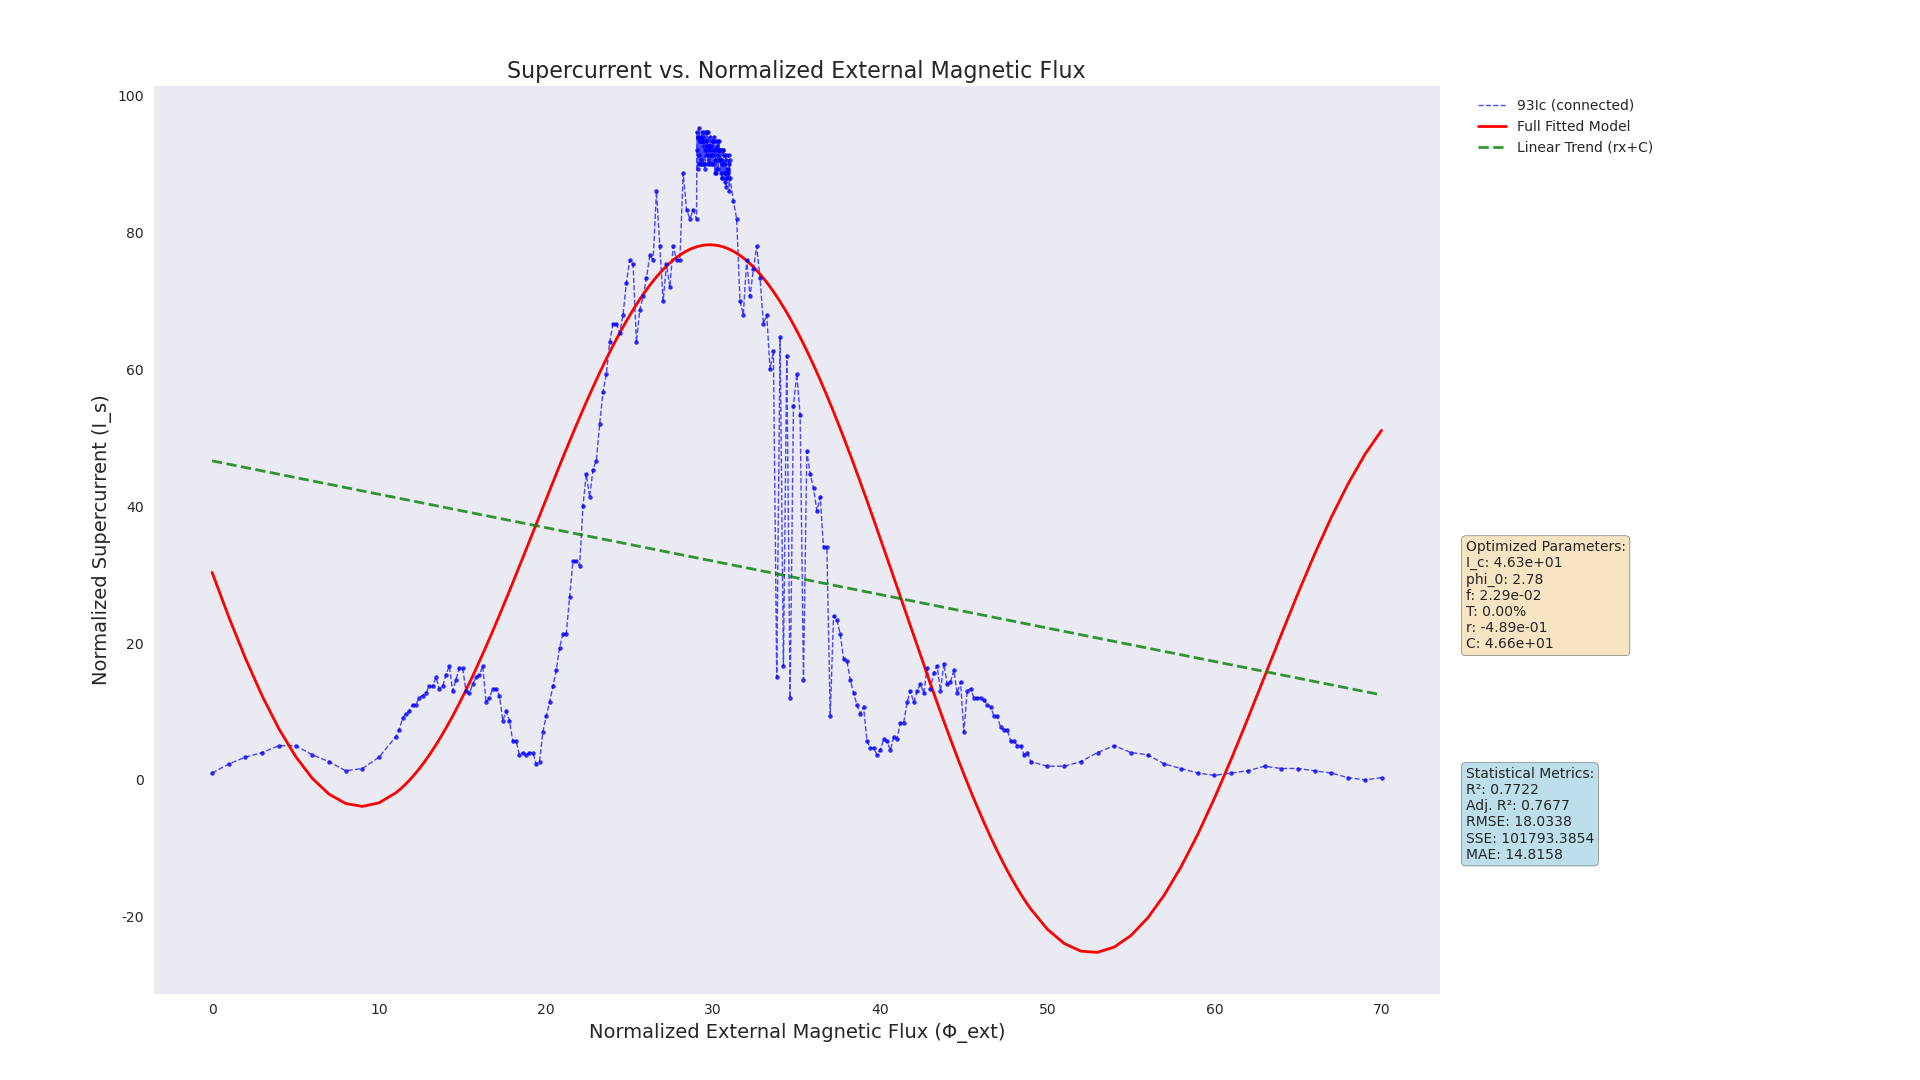 Supercurrent vs. Normalized External Magnetic Flux
100
80
60
40
20
0
-20
Normalized Supercurrent (I_s)
0 10 20 30 40 50 60 70
Normalized External Magnetic Flux (Φ_ext)
93Ic (connected)
Full Fitted Model
Linear Trend (rx+C)
Optimized Parameters:
I_c: 4.63e+01
phi_0: 2.78
f: 2.29e-02
T: 0.00%
r: -4.89e-01
C: 4.66e+01
Statistical Metrics:
R²: 0.7722
Adj. R²: 0.7677
RMSE: 18.0338
SSE: 101793.3854
MAE: 14.8158